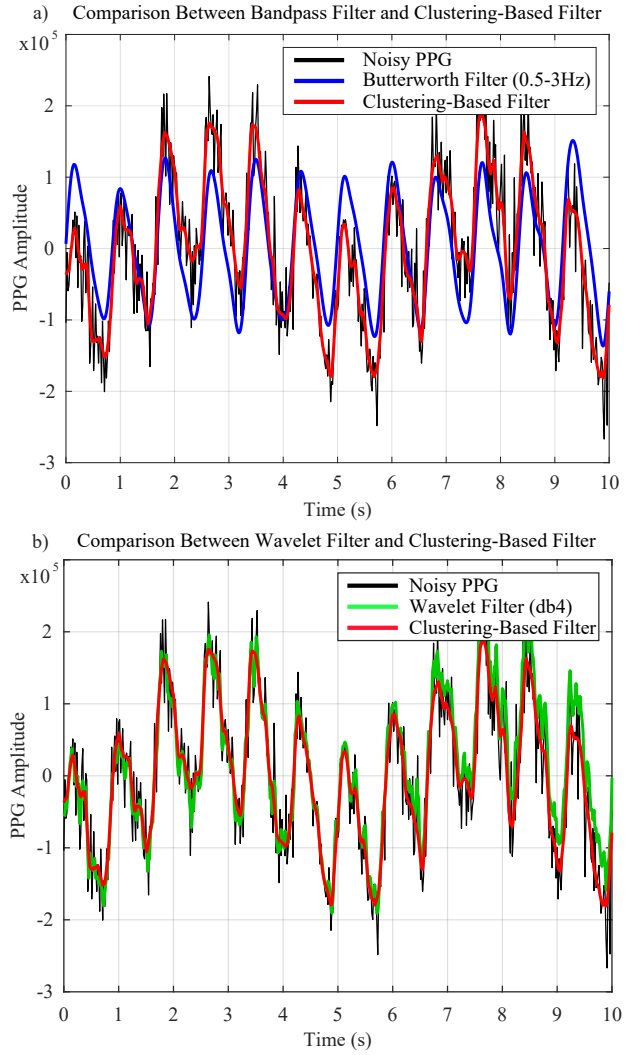 a) Comparison Between Bandpass Filter and Clustering-Based Filter
x10^5
Noisy PPG
Butterworth Filter (0.5-3Hz)
Clustering-Based Filter
2
1
0
-1
-2
-3
PPG Amplitude
0 1 2 3 4 5 6 7 8 9 10
Time (s)
b) Comparison Between Wavelet Filter and Clustering-Based Filter
x10^5
Noisy PPG
Wavelet Filter (db4)
Clustering-Based Filter
2
1
0
-1
-2
-3
PPG Amplitude
0 1 2 3 4 5 6 7 8 9 10
Time (s)